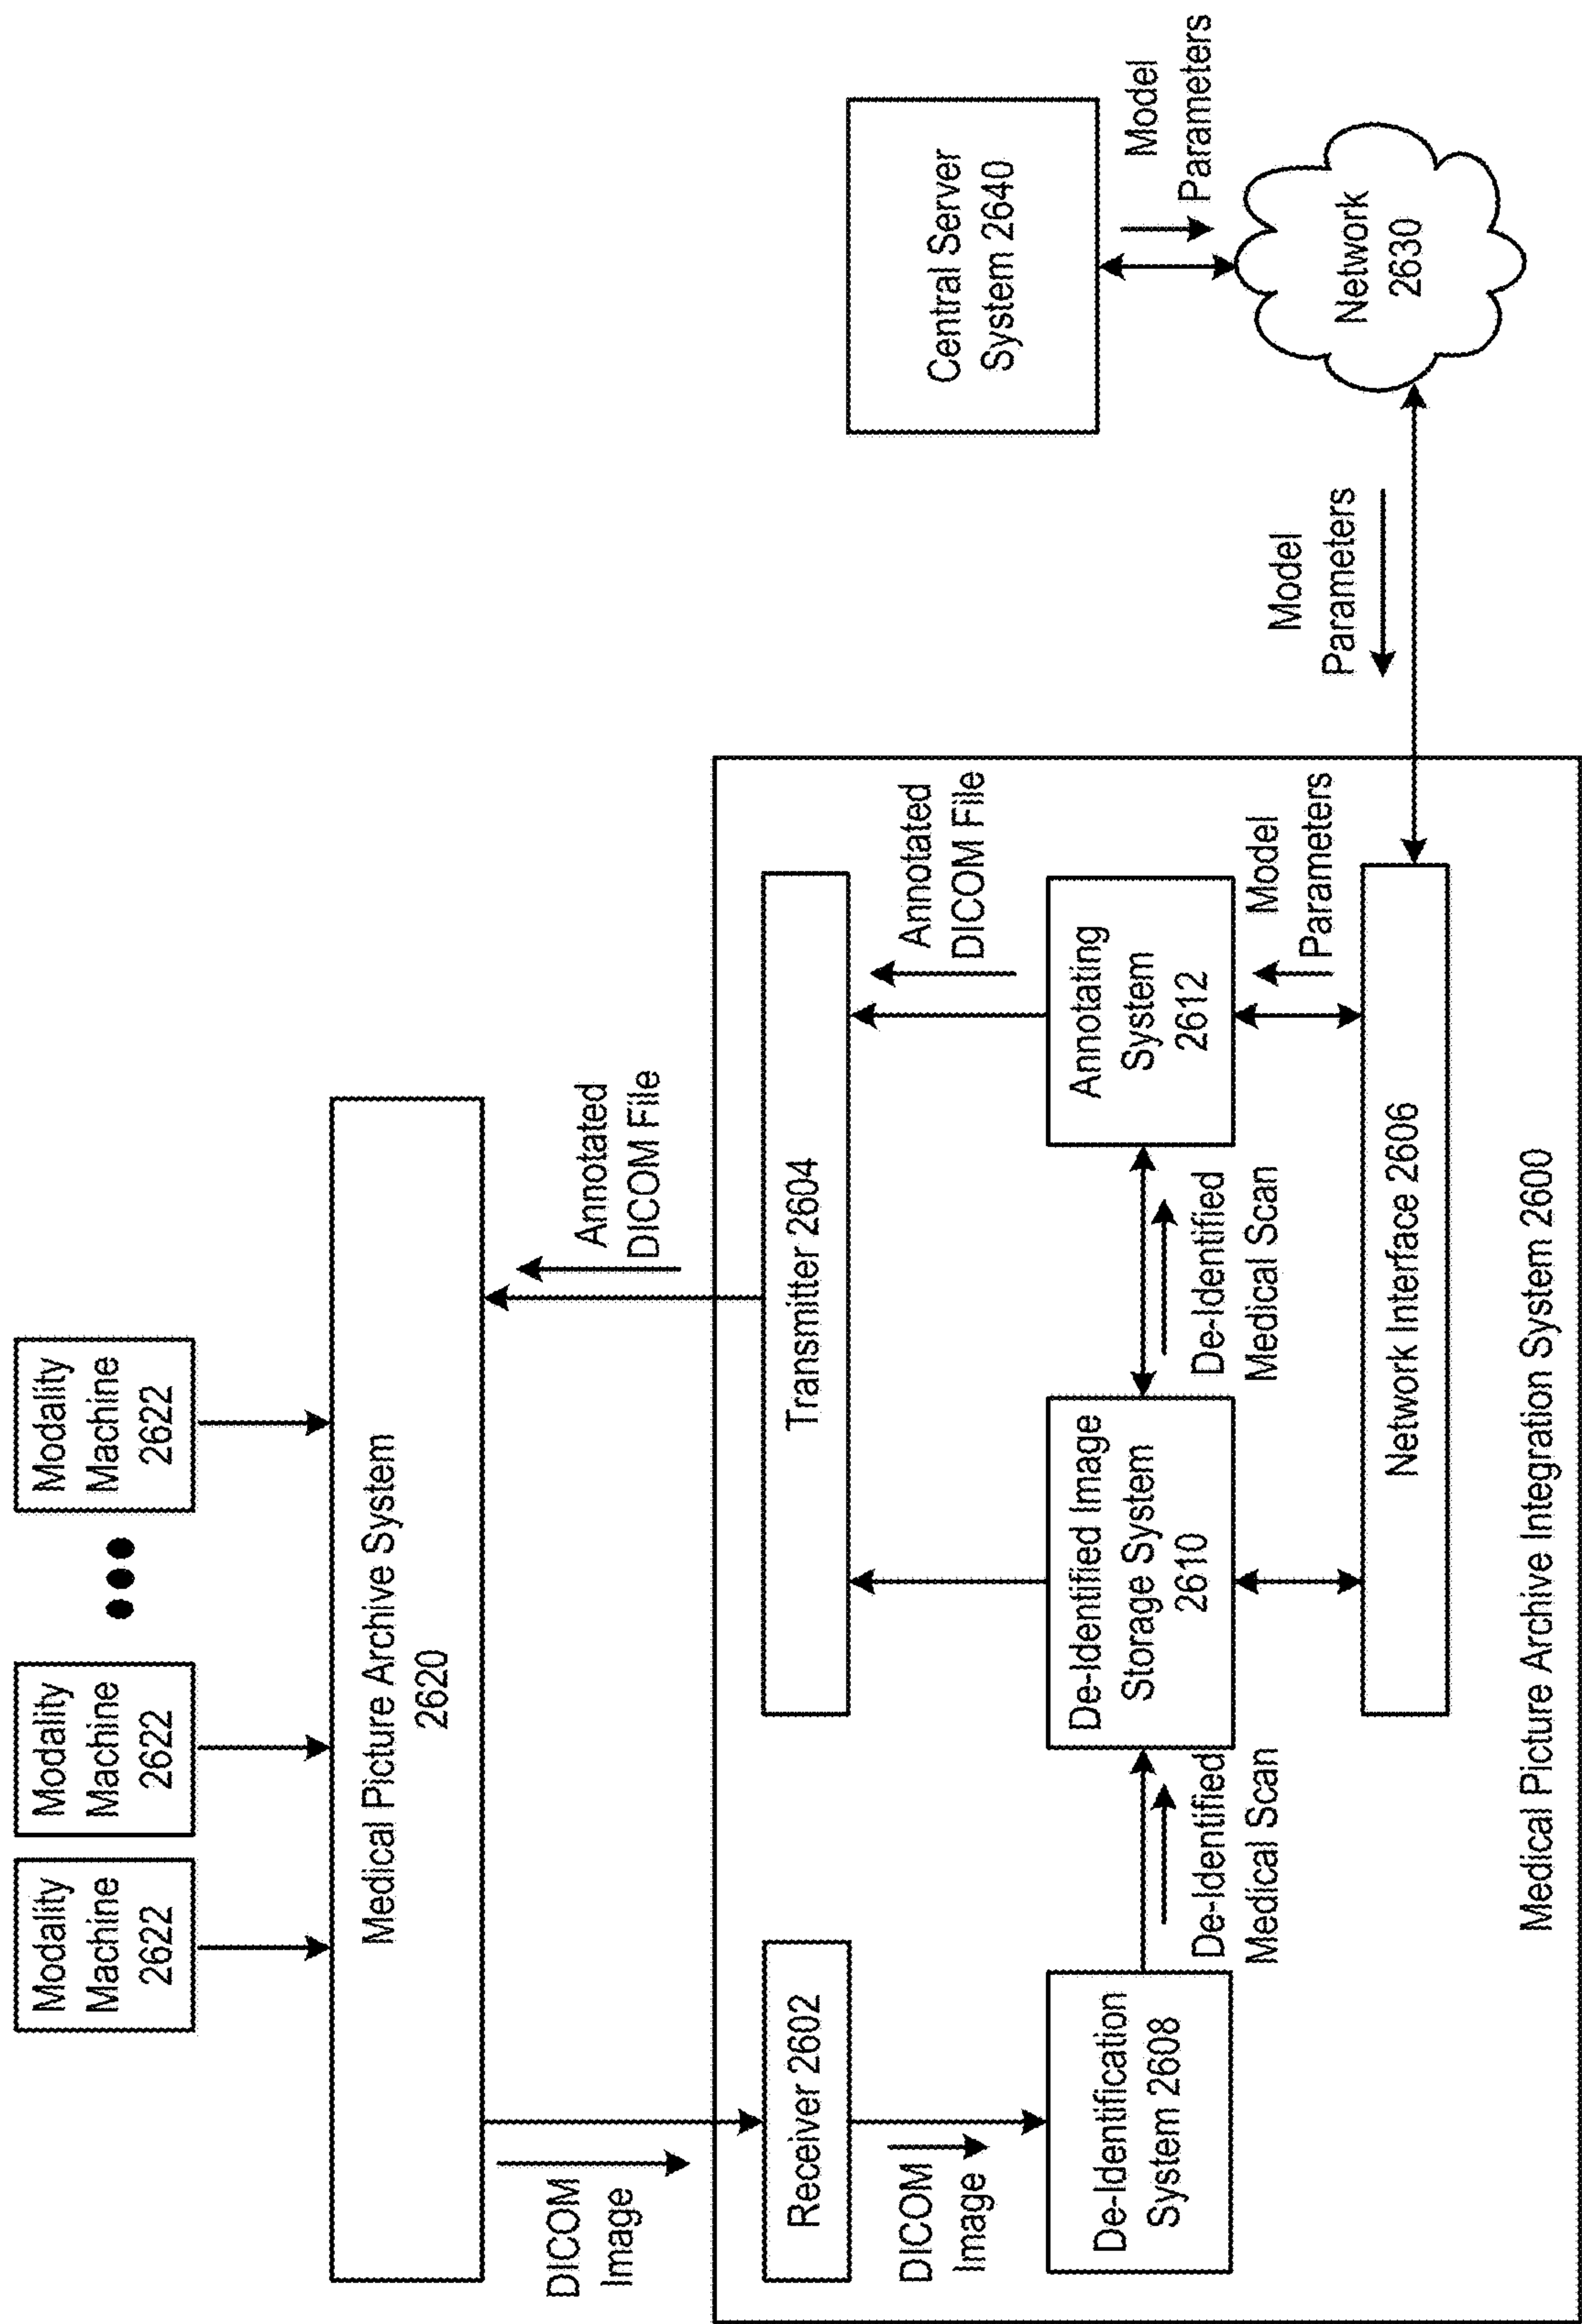 Modality
Machine
2622
Modality
Machine
2622
Modality
Machine
2622
Medical Picture Archive System
2620
DICOM
Image
Annotated
DICOM File
Receiver 2602
Transmitter 2604
DICOM
Image
Annotated
DICOM File
De-Identification
System 2608
De-Identified
Medical Scan
De-Identified Image
Storage System
2610
De-Identified
Medical Scan
Annotating
System
2612
Model
Parameters
Network Interface 2606
Medical Picture Archive Integration System 2600
Model
Parameters
Central Server
System 2640
Model
Parameters
Network
2630